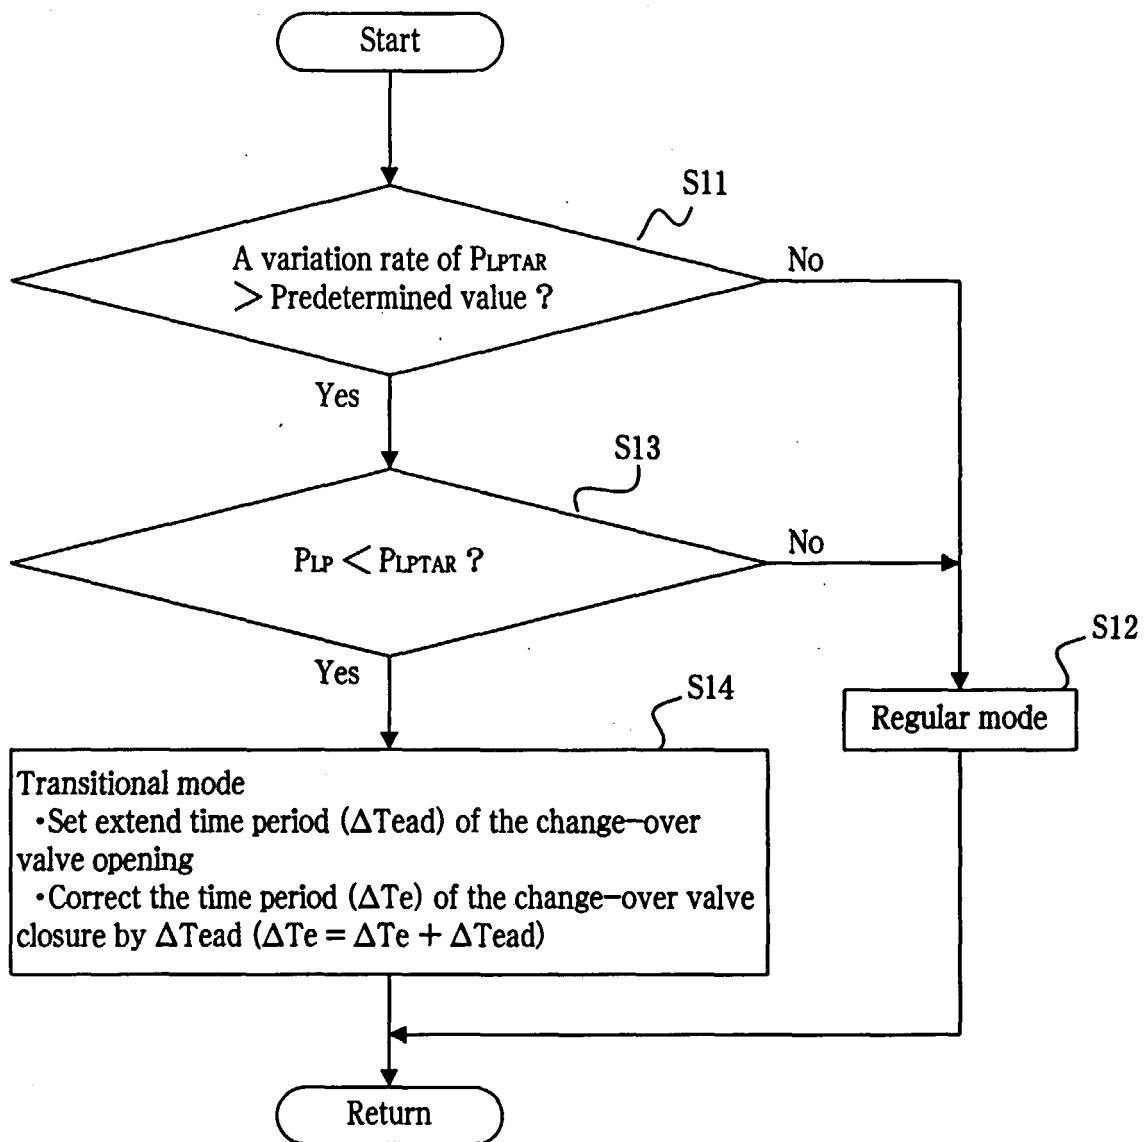 Start
S11
A variation rate of PLPTAR
> Predetermined value ?
No
Yes
S13
PLP < PLPTAR ?
No
Yes
S12
Regular mode
S14
Transitional mode
・Set extend time period (ΔTead) of the change-over
valve opening
・Correct the time period (ΔTe) of the change-over valve
closure by ΔTead (ΔTe = ΔTe + ΔTead)
Return